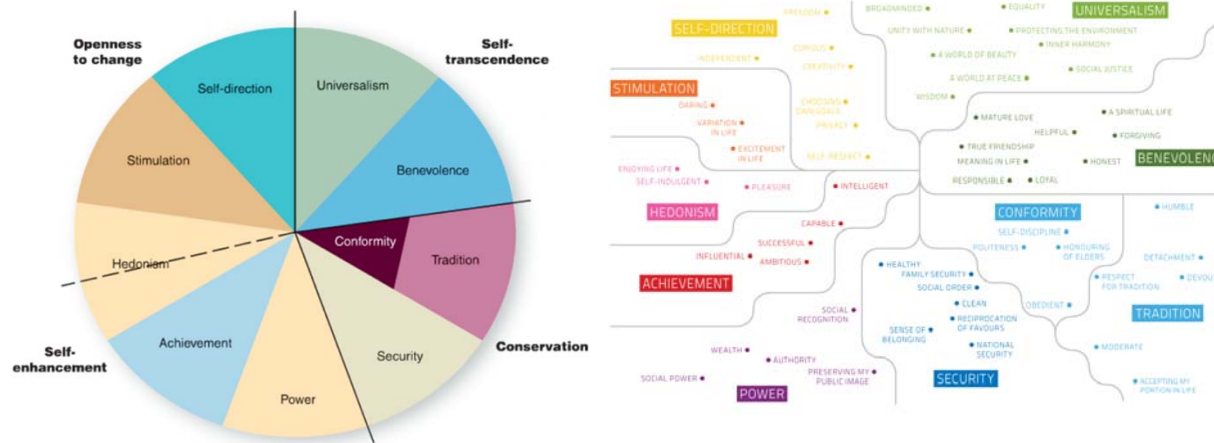 Openness
to change
Self-
transcendence
Self-direction
Universalism
Stimulation
Benevolence
Conformity
Tradition
Hedonism
Achievement
Security
Power
Self-
enhancement
Conservation
SELF-DIRECTION
FREEDOM
CURIOUS
INDEPENDENT
CREATIVITY
CHOOSING
OWN GOALS
PRIVACY
SELF-RESPECT
UNIVERSALISM
BROADMINDED
EQUALITY
UNITY WITH NATURE
PROTECTING THE ENVIRONMENT
INNER HARMONY
A WORLD OF BEAUTY
SOCIAL JUSTICE
A WORLD AT PEACE
WISDOM
STIMULATION
DARING
VARIATION
IN LIFE
EXCITEMENT
IN LIFE
A SPIRITUAL LIFE
MATURE LOVE
HELPFUL
FORGIVING
TRUE FRIENDSHIP
MEANING IN LIFE
HONEST
BENEVOLENC
RESPONSIBLE
LOYAL
ENJOYING LIFE
SELF-INDULGENT
PLEASURE
HEDONISM
INTELLIGENT
CAPABLE
SUCCESSFUL
INFLUENTIAL
AMBITIOUS
ACHIEVEMENT
CONFORMITY
SELF-DISCIPLINE
POLITENESS
HONOURING
OF ELDERS
OBEDIENT
HUMBLE
DETACHMENT
RESPECT
FOR TRADITION
DEVOU
TRADITION
MODERATE
ACCEPTING MY
PORTION IN LIFE
HEALTHY
FAMILY SECURITY
SOCIAL ORDER
CLEAN
RECIPROCATION
OF FAVOURS
SENSE OF
BELONGING
NATIONAL
SECURITY
SECURITY
SOCIAL
RECOGNITION
WEALTH
AUTHORITY
SOCIAL POWER
PRESERVING MY
PUBLIC IMAGE
POWER